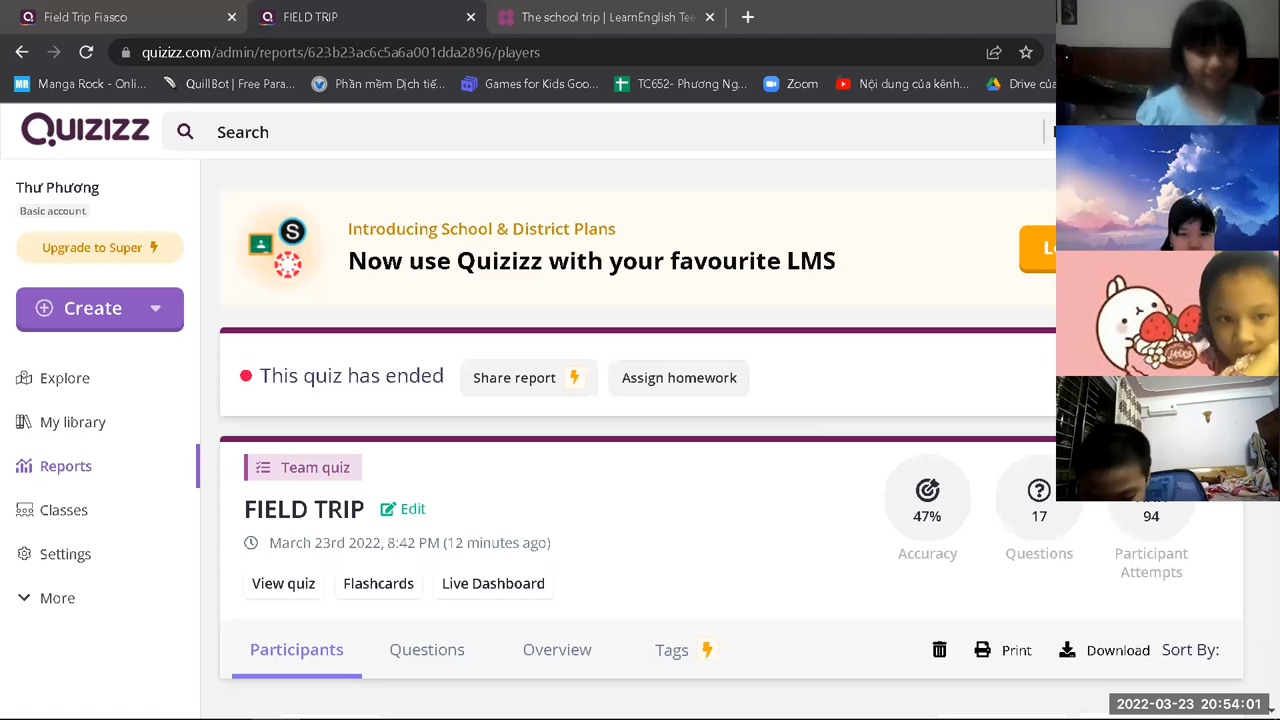 Field Trip Fiasco
FIELD TRIP
The school trip | LearnEnglish Tee
quizizz.com/admin/reports/623b23ac6c5a6a001dda2896/players
MR Manga Rock - Onli...
QuillBot | Free Para...
Phần mềm Dịch tiế...
Games for Kids Goo...
TC652- Phương Ng...
Zoom
Nội dung của kênh...
Drive củ
QUIZIZZ
Search
Thư Phương
Basic account
Upgrade to Super
Create
Explore
My library
Reports
Classes
Settings
More
S
Introducing School & District Plans
Now use Quizizz with your favourite LMS
This quiz has ended
Share report
Assign homework
Team quiz
FIELD TRIP
Edit
March 23rd 2022, 8:42 PM (12 minutes ago)
View quiz
Flashcards
Live Dashboard
47%
Accuracy
17
Questions
94
Participant
Attempts
Participants
Questions
Overview
Tags
Print
Download
Sort By:
2022-03-23 20:54:01